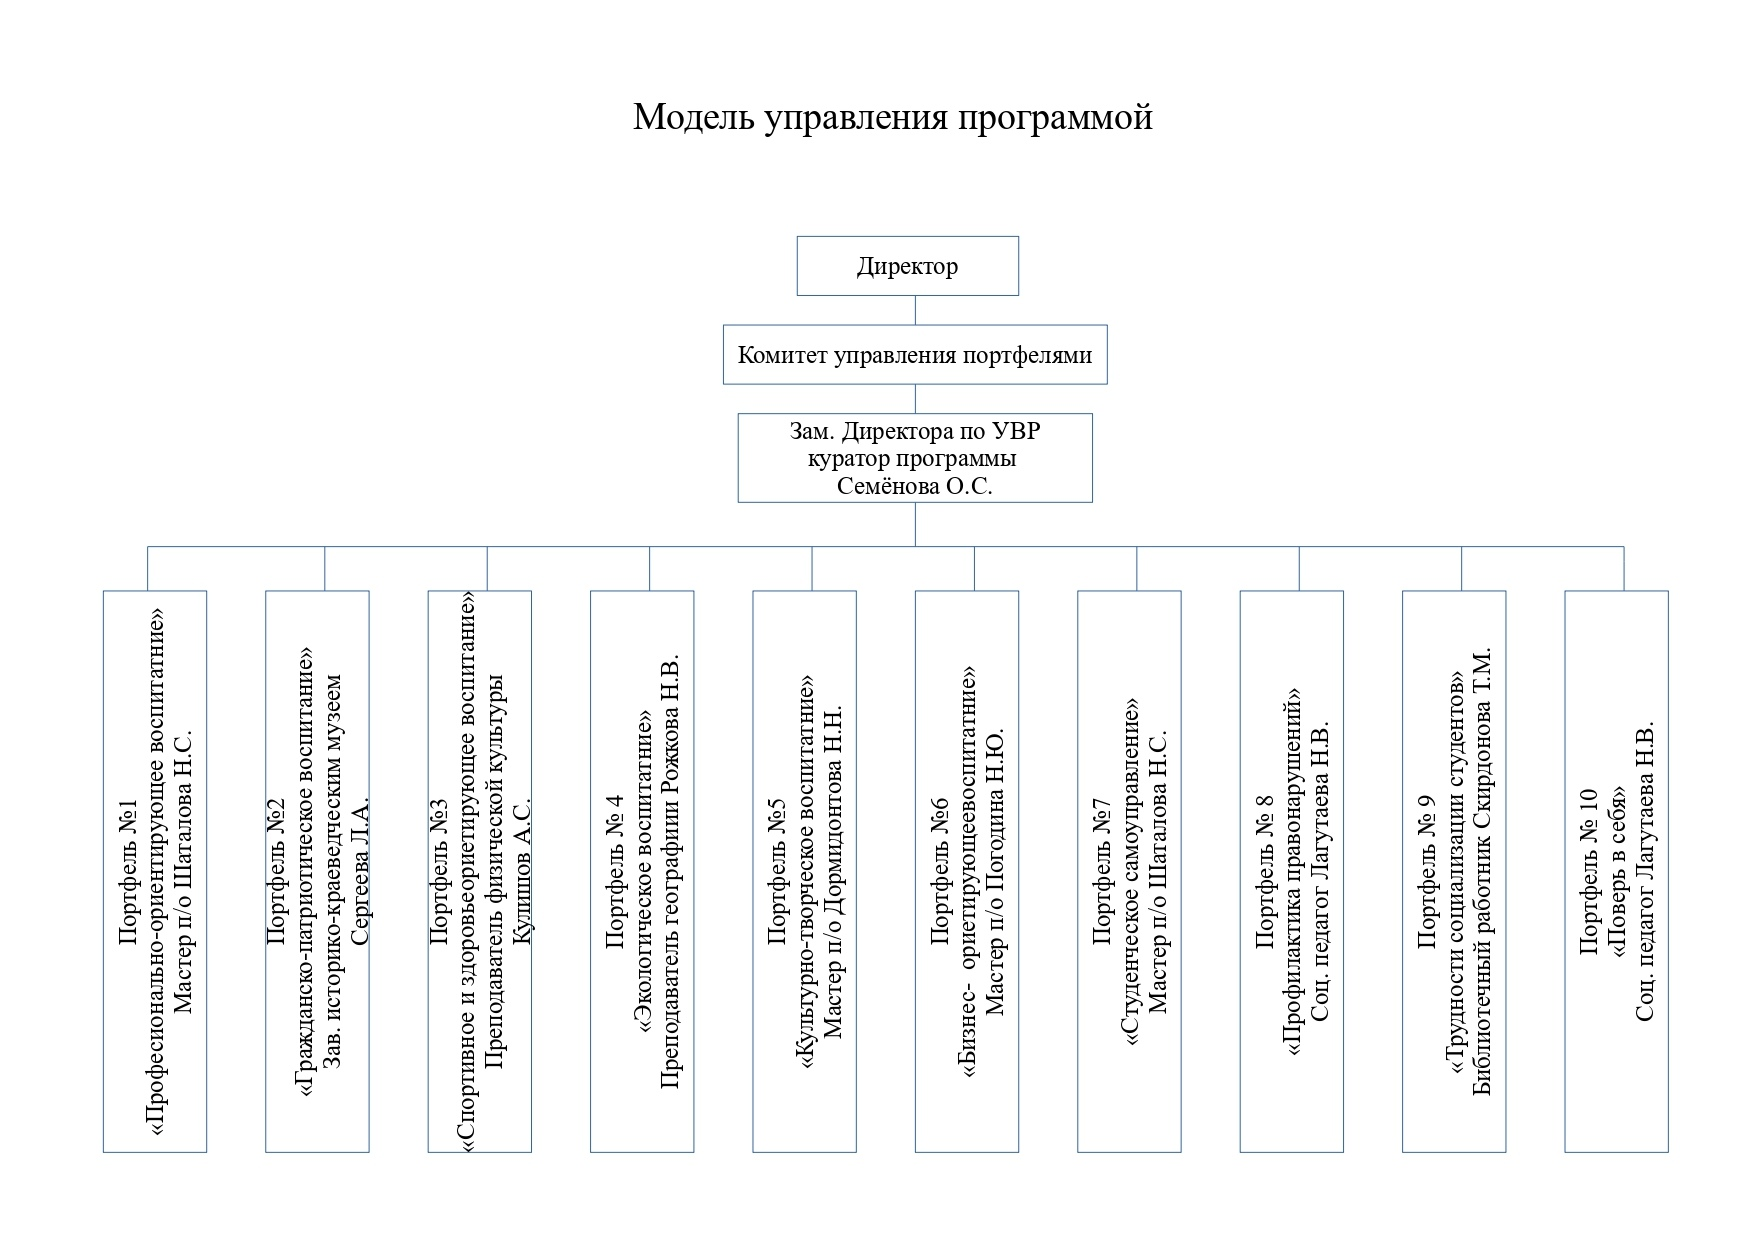 Модель управления программой
Директор
Комитет управления портфелями
Зам. Директора по УВР
куратор программы
Семёнова О.С.
Портфель №1
«Професионально-ориентирующее воспитатние»
Мастер п/о Шаталова Н.С.
Портфель №2
«Гражданско-патриотическое воспитание»
Зав. историко-краеведческим музеем
Сергеева Л.А.
Портфель №3
«Спортивное и здоровьеориетирующее воспитание»
Преподаватель физической культуры
Кулишов А.С.
Портфель № 4
«Экологическое воспитатние»
Преподаватель географиии Рожкова Н.В.
Портфель №5
«Культурно-творческое воспитатние»
Мастер п/о Дормидонтова Н.Н.
Портфель №6
«Бизнес- ориетирующеевоспитатние»
Мастер п/о Погодина Н.Ю.
Портфель №7
«Студенческое самоуправление»
Мастер п/о Шаталова Н.С.
Портфель № 8
«Профилактика правонарушений»
Соц. педагог Лагутаева Н.В.
Портфель № 9
«Трудности социализации студентов»
Библиотечный работник Скирдонова Т.М.
Портфель № 10
«Поверь в себя»
Соц. педагог Лагутаева Н.В.